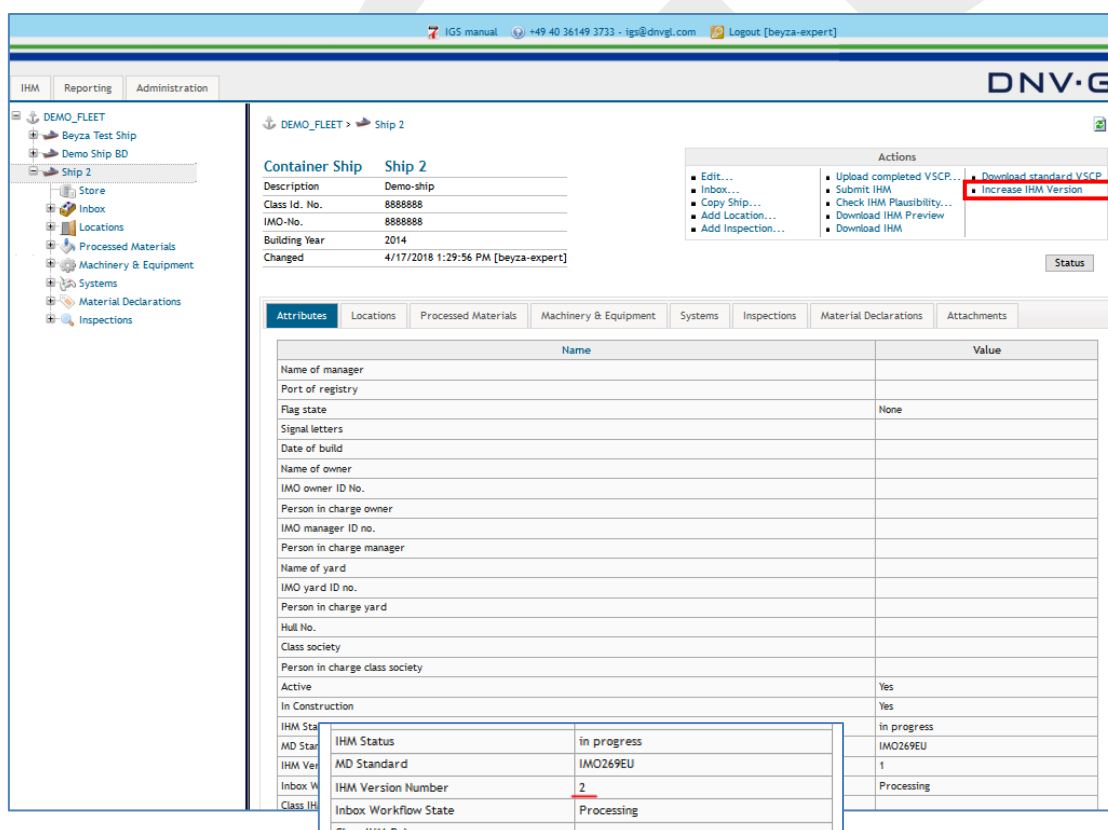 IGS manual +49 40 36149 3733 - igs@dnvgl.com Logout [beyza-expert]
DNV·G
IHM Reporting Administration
DEMO_FLEET
Beyza Test Ship
Demo Ship BD
Ship 2
Store
Inbox
Locations
Processed Materials
Machinery & Equipment
Systems
Material Declarations
Inspections
DEMO_FLEET > Ship 2
Container Ship Ship 2
Description Demo-ship
Class Id. No. 8888888
IMO-No. 8888888
Building Year 2014
Changed 4/17/2018 1:29:56 PM [beyza-expert]
Actions
Edit...
Inbox...
Copy Ship...
Add Location...
Add Inspection...
Upload completed VSCP...
Submit IHM
Check IHM Plausibility...
Download IHM Preview
Download IHM
Download standard VSCP
Increase IHM Version
Status
Attributes Locations Processed Materials Machinery & Equipment Systems Inspections Material Declarations Attachments
Name Value
Name of manager
Port of registry
Flag state None
Signal letters
Date of build
Name of owner
IMO owner ID No.
Person in charge owner
IMO manager ID no.
Person in charge manager
Name of yard
IMO yard ID no.
Person in charge yard
Hull No.
Class society
Person in charge class society
Active Yes
In Construction Yes
IHM Sta in progress
MD Stan IMO269EU
IHM Ver 1
Inbox W Processing
Class IH
IHM Status in progress
MD Standard IMO269EU
IHM Version Number 2
Inbox Workflow State Processing